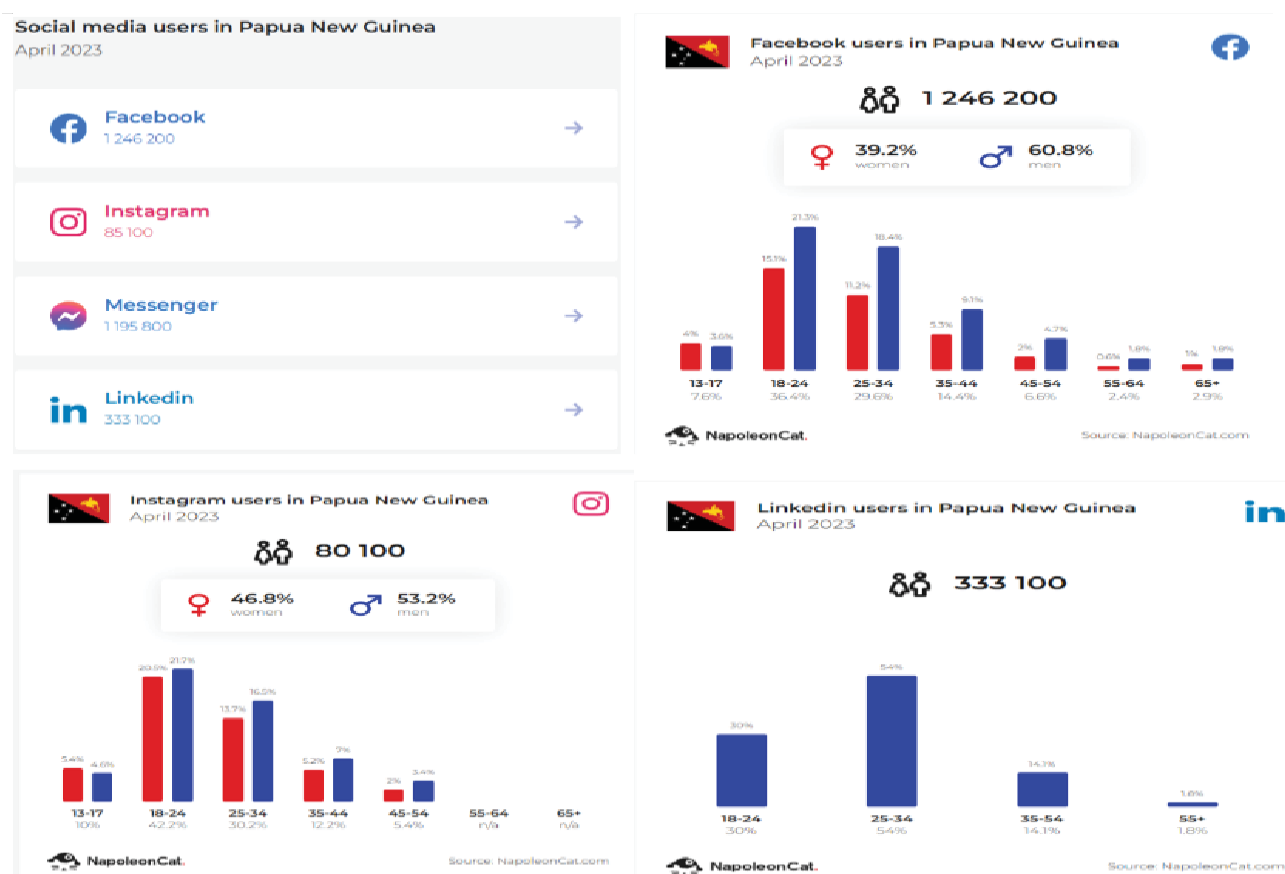 Social media users in Papua New Guinea
April 2023
Facebook
1 246 200
Instagram
85 100
Messenger
1 195 800
Linkedin
333 100
Facebook users in Papua New Guinea
April 2023
1 246 200
39.2% 60.8%
women men
21.3%
18.4%
15.1%
11.2%
9.1%
5.3%
4.7%
4% 3.6%
2%
1.8%
1.8%
0.6%
1%
13-17 18-24 25-34 35-44 45-54 55-64 65+
7.6% 36.4% 29.6% 14.4% 6.6% 2.4% 2.9%
NapoleonCat.
Source: NapoleonCat.com
Instagram users in Papua New Guinea
April 2023
80 100
46.8% 53.2%
women men
21.7%
20.5%
16.5%
13.7%
7%
5.4% 4.6%
5.2%
3.4%
2%
13-17 18-24 25-34 35-44 45-54 55-64 65+
10% 42.2% 30.2% 12.2% 5.4% n/a n/a
NapoleonCat.
Source: NapoleonCat.com
Linkedin users in Papua New Guinea
April 2023
in
333 100
54%
30%
14.1%
1.8%
18-24 25-34 35-54 55+
30% 54% 14.1% 1.8%
NapoleonCat.
Source: NapoleonCat.com